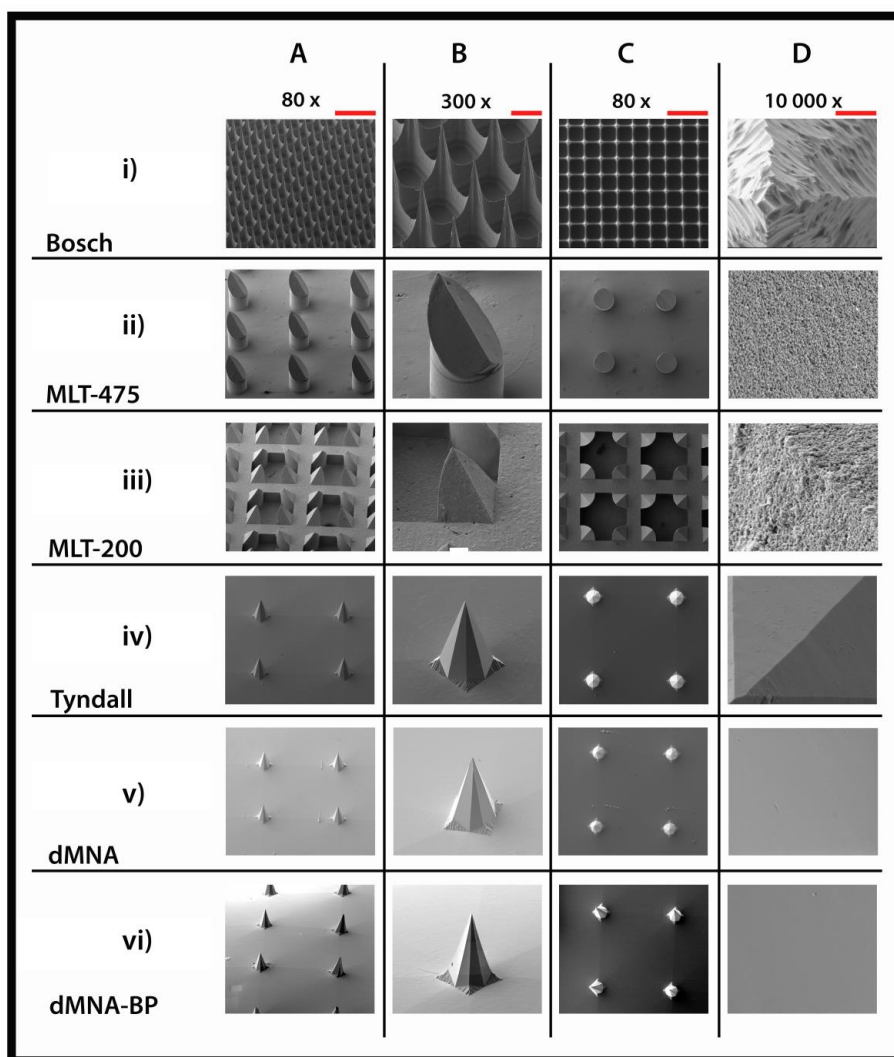 A B C D
80 x 300 x 80 x 10 000 x
i)
Bosch
ii)
MLT-475
iii)
MLT-200
iv)
Tyndall
v)
dMNA
vi)
dMNA-BP